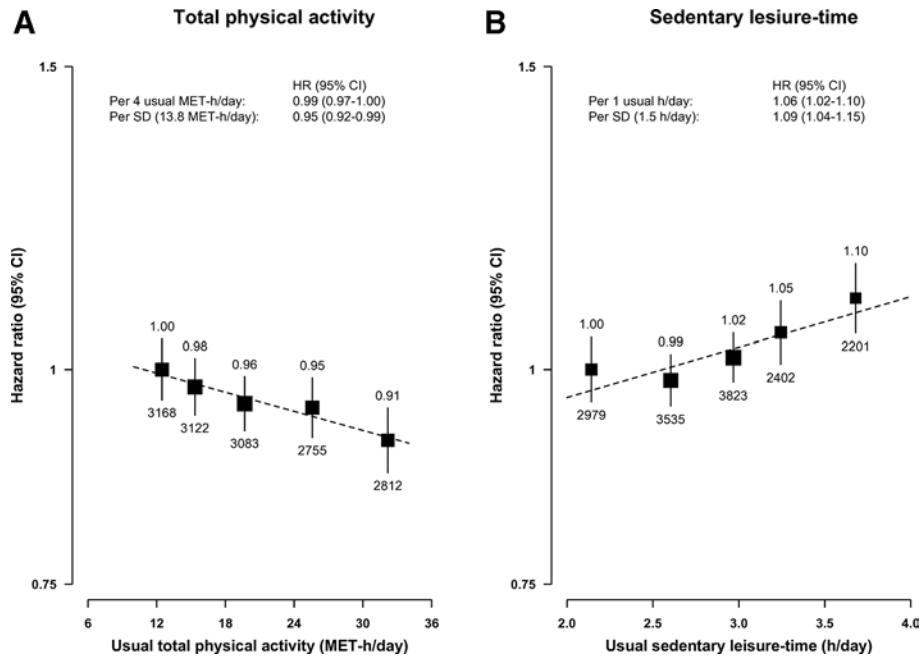 A
Total physical activity
1.5
HR (95% CI)
Per 4 usual MET-h/day: 0.99 (0.97-1.00)
Per SD (13.8 MET-h/day): 0.95 (0.92-0.99)
Hazard ratio (95% CI)
1
0.75
1.00
3168
0.98
3122
0.96
3083
0.95
2755
0.91
2812
6 12 18 24 30 36
Usual total physical activity (MET-h/day)
B
Sedentary lesiure-time
1.5
HR (95% CI)
Per 1 usual h/day: 1.06 (1.02-1.10)
Per SD (1.5 h/day): 1.09 (1.04-1.15)
Hazard ratio (95% CI)
1
0.75
1.00
2979
0.99
3535
1.02
3823
1.05
2402
1.10
2201
2.0 2.5 3.0 3.5 4.0
Usual sedentary leisure-time (h/day)